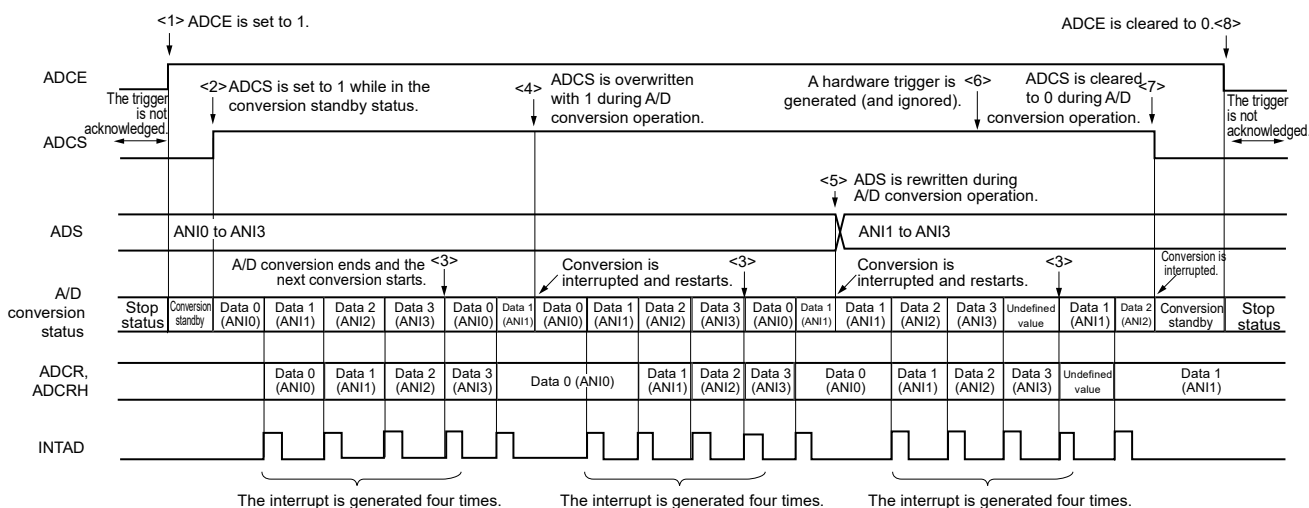 <1> ADCE is set to 1.
ADCE is cleared to 0.<8>
ADCE
The trigger
is not
acknowledged.
<2> ADCS is set to 1 while in the
conversion standby status.
<4> ADCS is overwritten
with 1 during A/D
conversion operation.
A hardware trigger is <6>
generated (and ignored).
ADCS is cleared <7>
to 0 during A/D
conversion operation.
The trigger
is not
acknowledged.
ADCS
<5> ADS is rewritten during
A/D conversion operation.
ADS
ANI0 to ANI3
ANI1 to ANI3
A/D conversion ends and the <3>
next conversion starts.
Conversion is
interrupted and restarts.
<3>
Conversion is
interrupted and restarts.
<3>
Conversion is
interrupted.
A/D
conversion
status
Stop Conversion Data 0 Data 1 Data 2 Data 3 Data 0 Data 1 Data 0 Data 1 Data 2 Data 3 Data 0 Data 1 Data 1 Data 2 Data 3 Undefined Data 1 Data 2 Conversion Stop
status standby (ANI0) (ANI1) (ANI2) (ANI3) (ANI0) (ANI1) (ANI0) (ANI1) (ANI2) (ANI3) (ANI0) (ANI1) (ANI1) (ANI2) (ANI3) value (ANI1) (ANI2) standby status
ADCR,
ADCRH
Data 0 Data 1 Data 2 Data 3 Data 0 (ANI0) Data 1 Data 2 Data 3 Data 0 Data 1 Data 2 Data 3 Undefined Data 1
(ANI0) (ANI1) (ANI2) (ANI3) (ANI1) (ANI2) (ANI3) (ANI0) (ANI1) (ANI2) (ANI3) value (ANI1)
INTAD
The interrupt is generated four times.
The interrupt is generated four times.
The interrupt is generated four times.